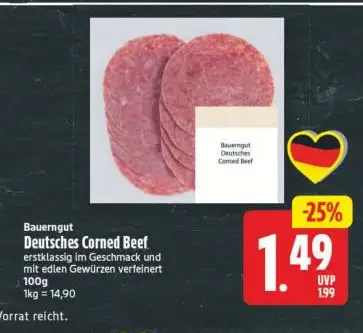 Bauerngut
Deutsches
Corned Beef
-25%
Bauerngut
Deutsches Corned Beef
erstklassig im Geschmack und
mit edlen Gewürzen verfeinert
100g
1kg = 14,90
1.49
UVP
1.99
Vorrat reicht.